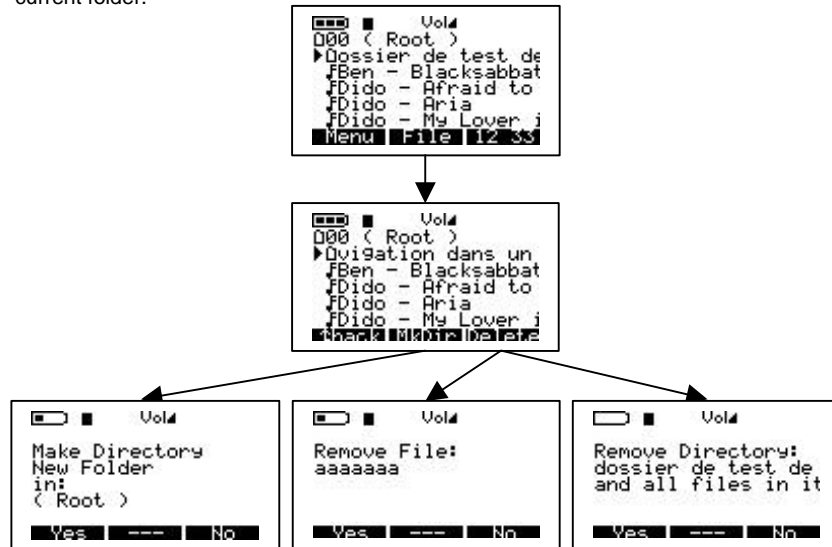 current folder.
Vol
000 ( Root )
Dossier de test de
Ben - Blacksabbat
Dido - Afraid to
Dido - Aria
Dido - My Lover i
Menu File 12 33
Vol
000 ( Root )
vigation dans un
Ben - Blacksabbat
Dido - Afraid to
Dido - Aria
Dido - My Lover i
MkDir Delete
Vol
Make Directory
New Folder
in:
( Root )
Yes --- No
Vol
Remove File:
aaaaaaa
Yes --- No
Vol
Remove Directory:
dossier de test de
and all files in it
Yes --- No